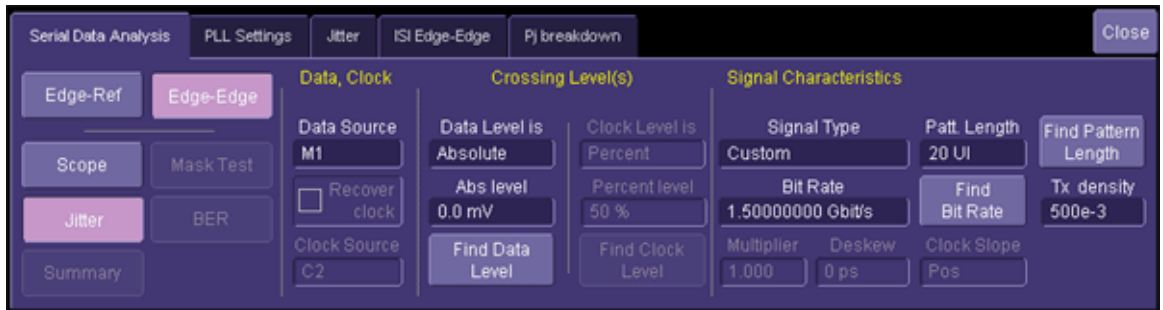 Serial Data Analysis PLL Settings Jitter ISI Edge-Edge Pj breakdown Close
Edge-Ref Edge-Edge
Scope Mask Test
Jitter BER
Summary
Data, Clock
Data Source
M1
Recover
clock
Clock Source
C2
Crossing Level(s)
Data Level is
Absolute
Abs level
0.0 mV
Find Data
Level
Clock Level is
Percent
Percent level
50 %
Find Clock
Level
Signal Characteristics
Signal Type
Custom
Patt. Length
20 UI
Find Pattern
Length
Bit Rate
1.50000000 Gbit/s
Find
Bit Rate
Tx density
500e-3
Multiplier Deskew Clock Slope
1.000 0 ps Pos